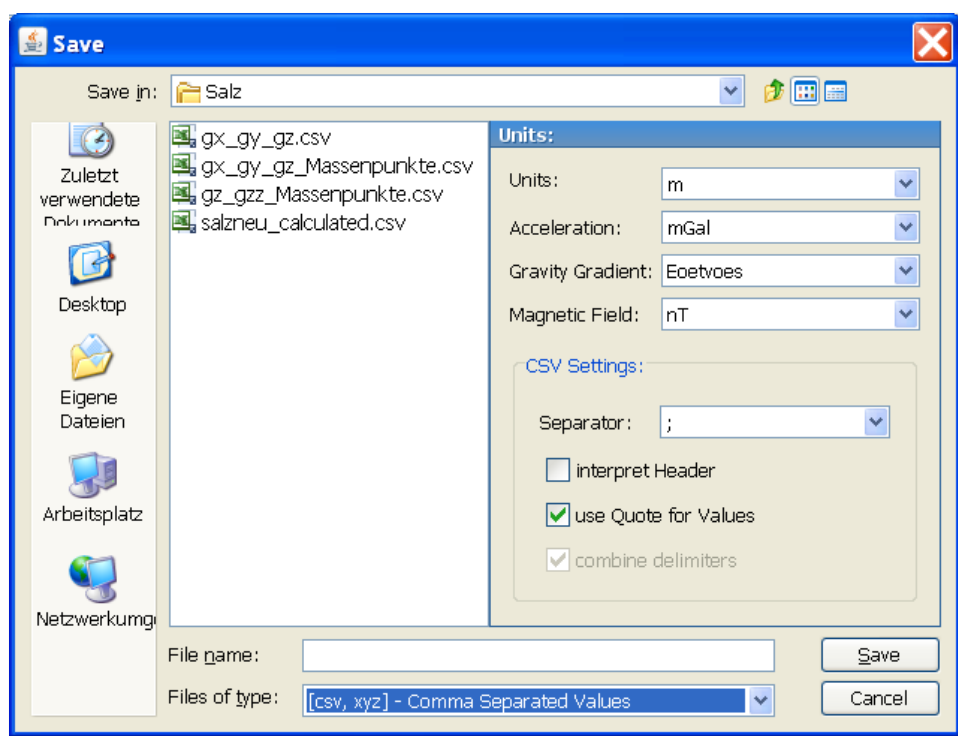 Save
Save in:
Salz
Zuletzt
verwendete
Dokumente
Desktop
Eigene
Dateien
Arbeitsplatz
Netzwerkumg
gx_gy_gz.csv
gx_gy_gz_Massenpunkte.csv
gz_gzz_Massenpunkte.csv
salzneu_calculated.csv
Units:
Units: m
Acceleration: mGal
Gravity Gradient: Eoetvoes
Magnetic Field: nT
CSV Settings:
Separator: ;
interpret Header
use Quote for Values
combine delimiters
File name:
Save
Files of type: [csv, xyz] - Comma Separated Values
Cancel